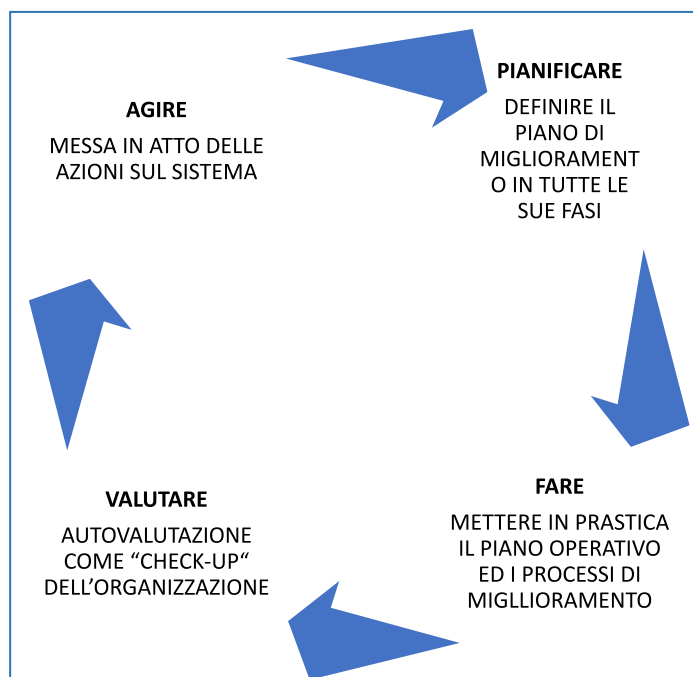 AGIRE
MESSA IN ATTO DELLE
AZIONI SUL SISTEMA
PIANIFICARE
DEFINIRE IL
PIANO DI
MIGLIORAMENT
O IN TUTTE LE
SUE FASI
FARE
METTERE IN PRASTICA
IL PIANO OPERATIVO
ED I PROCESSI DI
MIGLLIORAMENTO
VALUTARE
AUTOVALUTAZIONE
COME “CHECK-UP“
DELL’ORGANIZZAZIONE